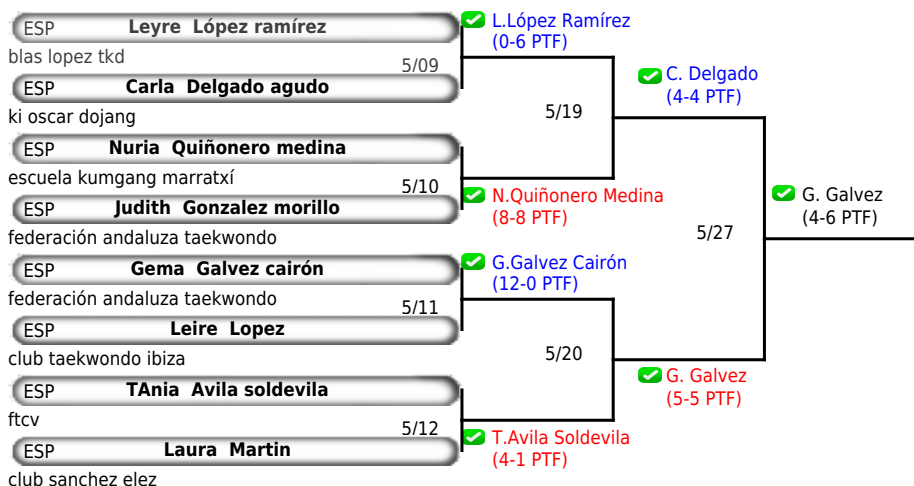 ESP Leyre López ramírez
blas lopez tkd
5/09
ESP Carla Delgado agudo
ki oscar dojang
ESP Nuria Quiñonero medina
escuela kumgang marratxí
5/10
ESP Judith Gonzalez morillo
federación andaluza taekwondo
ESP Gema Galvez cairón
federación andaluza taekwondo
5/11
ESP Leire Lopez
club taekwondo ibiza
ESP TAnia Avila soldevila
ftcv
5/12
ESP Laura Martin
club sanchez elez
L.López Ramírez
(0-6 PTF)
5/19
N.Quiñonero Medina
(8-8 PTF)
G.Galvez Cairón
(12-0 PTF)
5/20
T.Avila Soldevila
(4-1 PTF)
C. Delgado
(4-4 PTF)
5/27
G. Galvez
(5-5 PTF)
G. Galvez
(4-6 PTF)